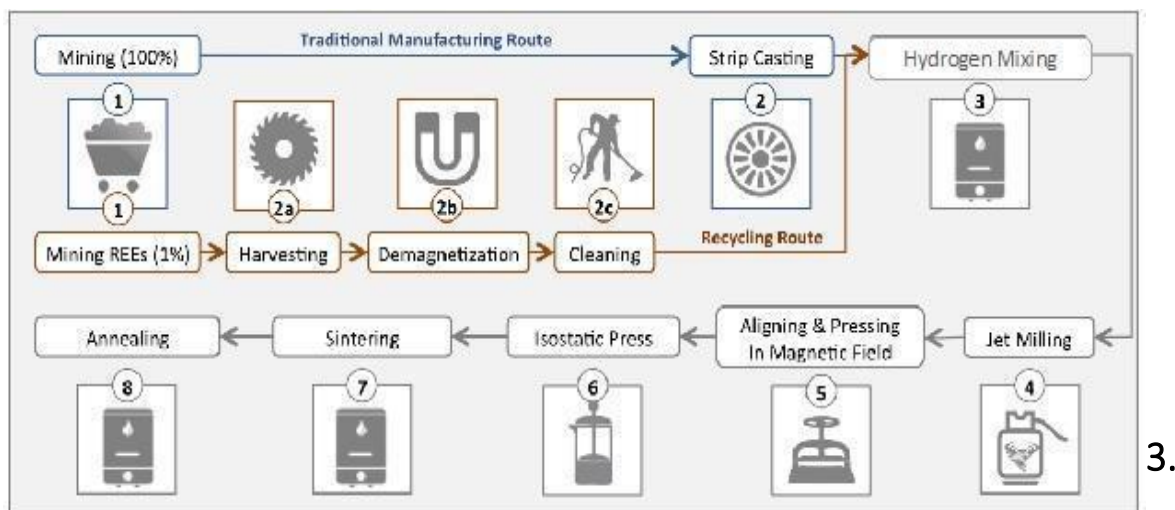 Traditional Manufacturing Route
Mining (100%)
Strip Casting
Hydrogen Mixing
1
2
3
1
2a
2b
2c
Mining REEs (1%)
Harvesting
Demagnetization
Cleaning
Recycling Route
Annealing
Sintering
Isostatic Press
Aligning & Pressing
In Magnetic Field
Jet Milling
8
7
6
5
4
3.